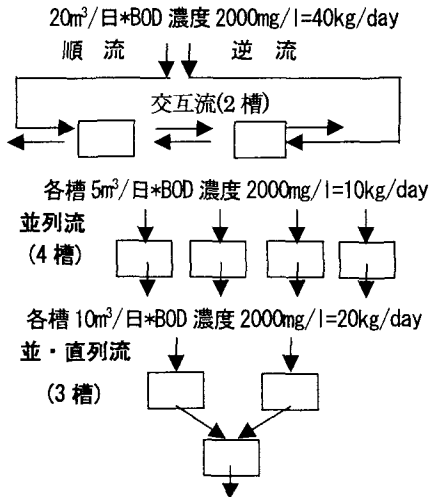 20m³/日*BOD 濃度 2000mg/l=40kg/day
順 流 逆 流
交互流(2 槽)
各槽 5m³/日*BOD 濃度 2000mg/l=10kg/day
並列流
(4 槽)
各槽 10m³/日*BOD 濃度 2000mg/l=20kg/day
並・直列流
(3 槽)